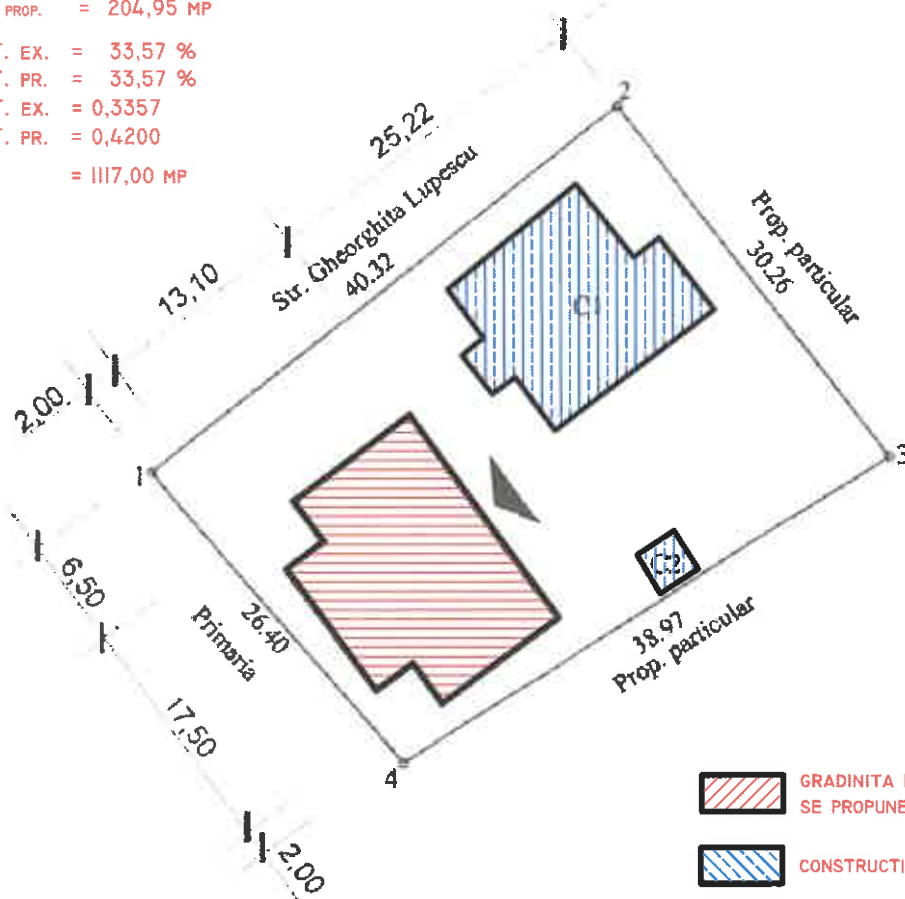 PROP. = 204,95 MP
T. EX. = 33,57 %
T. PR. = 33,57 %
T. EX. = 0,3357
T. PR. = 0,4200
= 1117,00 MP
25,22
2
Str. Gheorghita Lupescu
40.32
13,10
Prop. particular
30.26
C1
2,00
1
3
6,50
C2
26.40
Primaria
38.97
Prop. particular
17,50
4
2,00
GRADINITA
SE PROPUNE
CONSTRUCTI